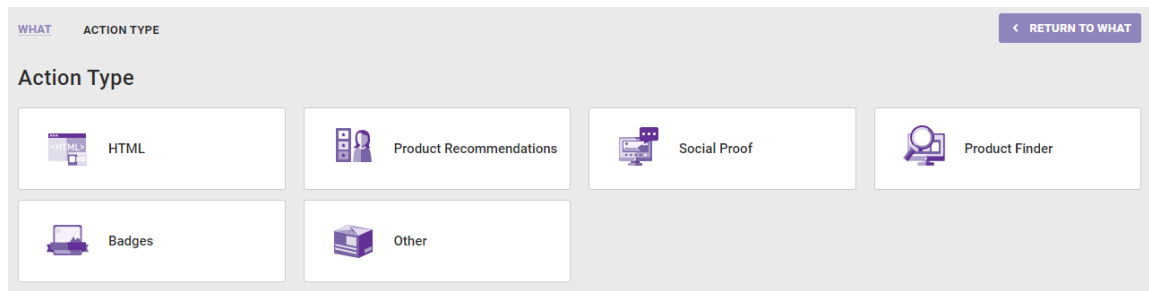 WHAT ACTION TYPE
< RETURN TO WHAT
Action Type
<HTML> HTML
Product Recommendations
Social Proof
Product Finder
Badges
Other